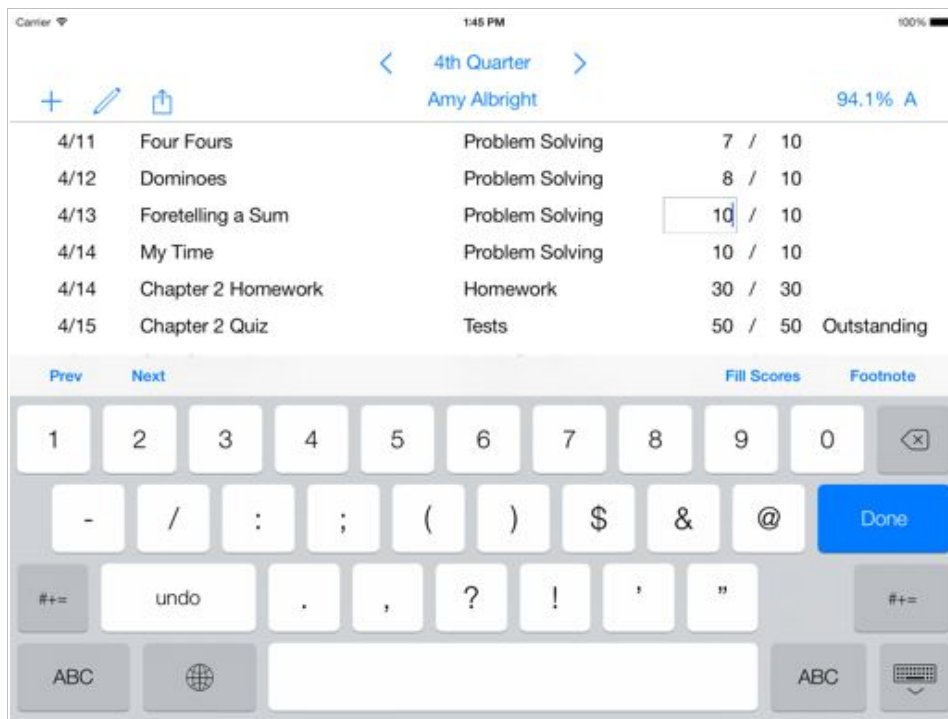 Carrier 1:45 PM 100%
< 4th Quarter >
+ Amy Albright 94.1% A
4/11 Four Fours Problem Solving 7 / 10
4/12 Dominoes Problem Solving 8 / 10
4/13 Foretelling a Sum Problem Solving 10 / 10
4/14 My Time Problem Solving 10 / 10
4/14 Chapter 2 Homework Homework 30 / 30
4/15 Chapter 2 Quiz Tests 50 / 50 Outstanding
Prev Next Fill Scores Footnote
1 2 3 4 5 6 7 8 9 0
- / : ; ( ) $ & @ Done
#+= undo . , ? ! ' " #+=
ABC ABC